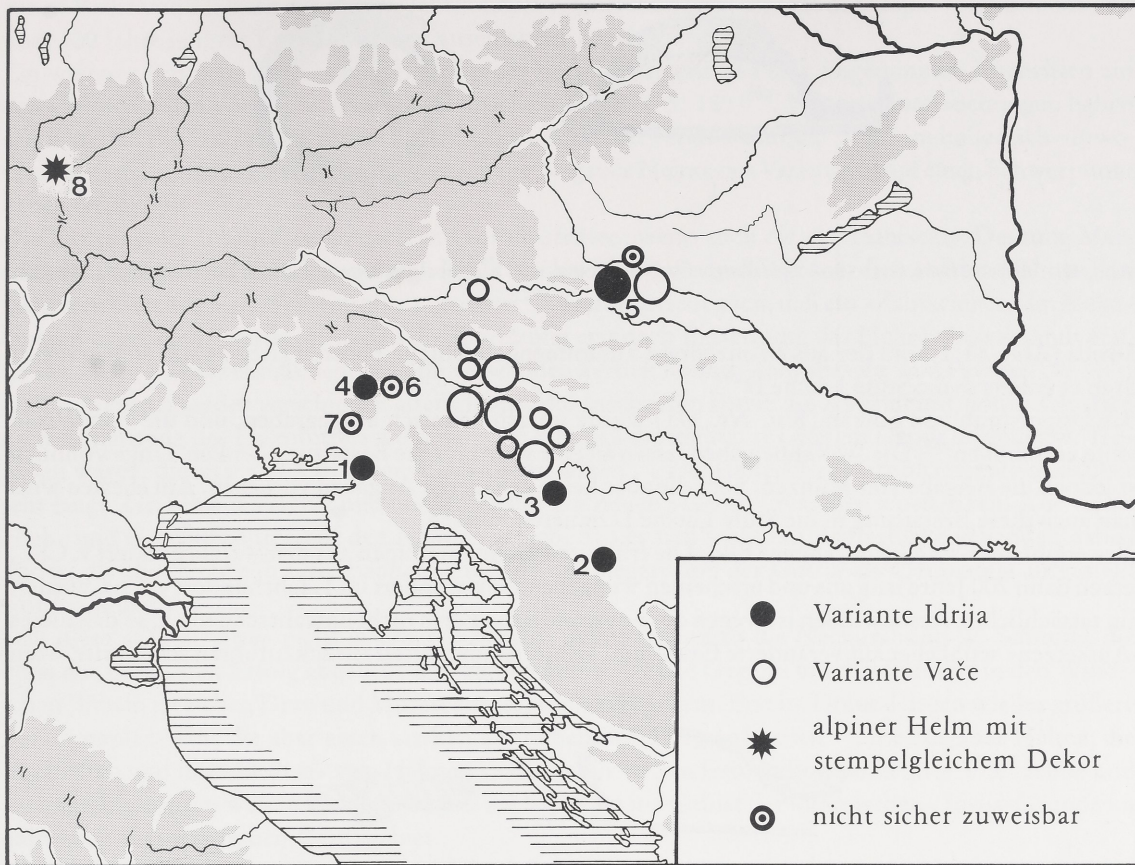 8
5
4
6
7
1
3
2
Variante Idrija
Variante Vače
alpiner Helm mit
stempelgleichem Dekor
nicht sicher zuweisbar